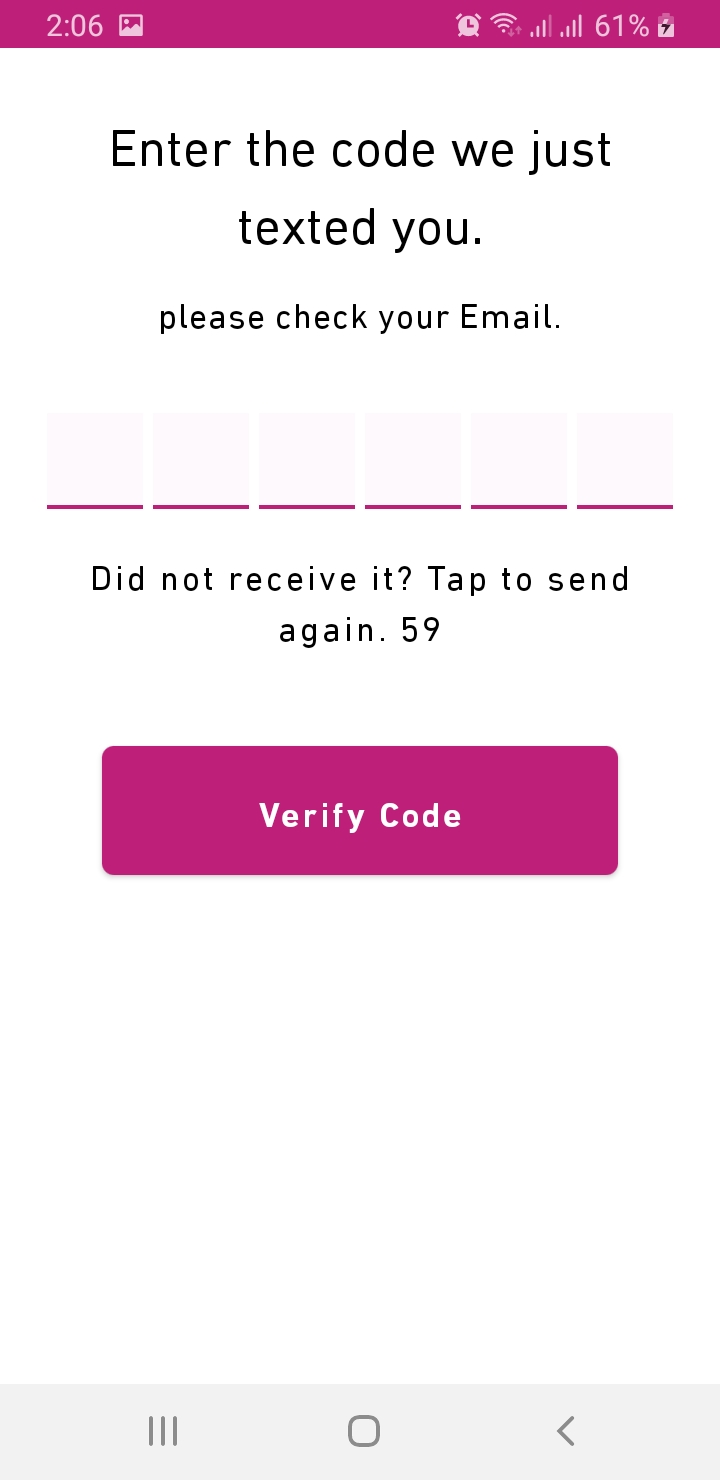 2:06 61%
Enter the code we just
texted you.
please check your Email.
Did not receive it? Tap to send
again. 59
Verify Code